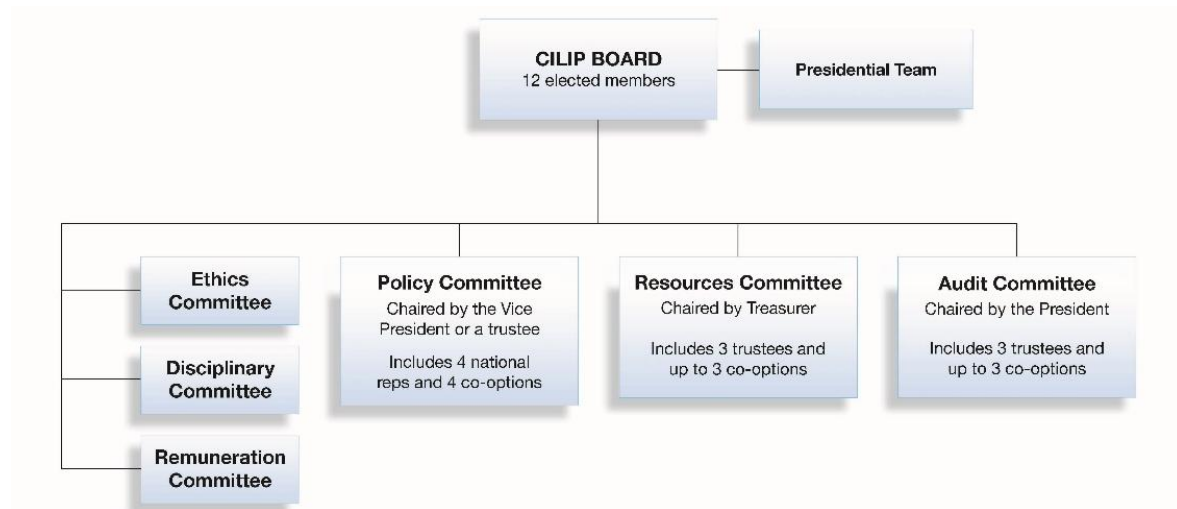 CILIP BOARD
12 elected members
Presidential Team
Ethics
Committee
Disciplinary
Committee
Remuneration
Committee
Policy Committee
Chaired by the Vice
President or a trustee
Includes 4 national
reps and 4 co-options
Resources Committee
Chaired by Treasurer
Includes 3 trustees and
up to 3 co-options
Audit Committee
Chaired by the President
Includes 3 trustees and
up to 3 co-options